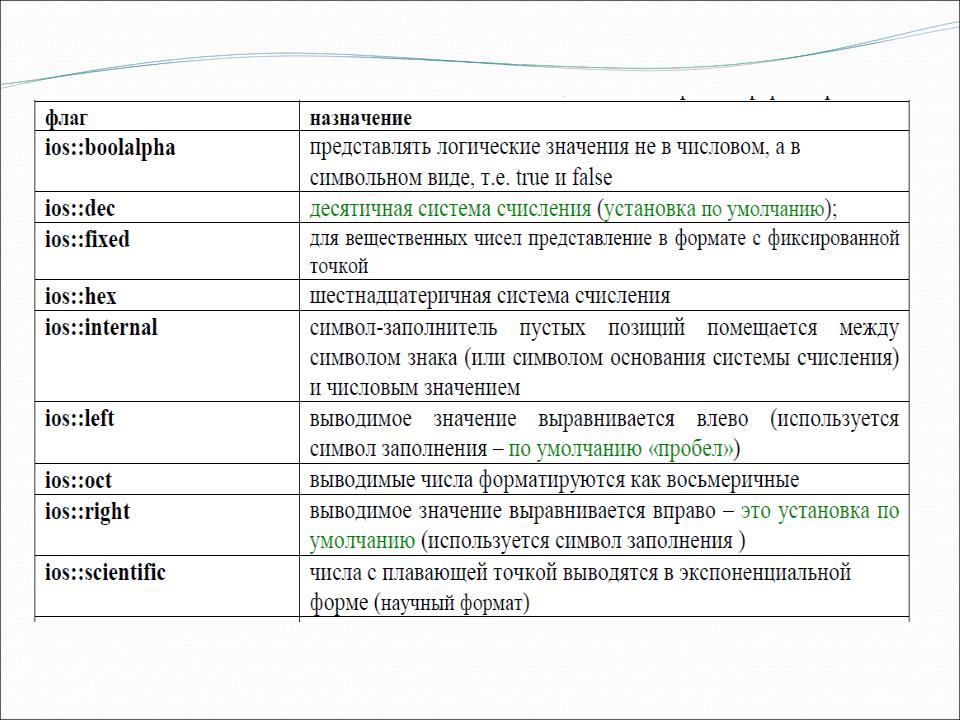 флаг назначение
ios::boolalpha представлять логические значения не в числовом, а в
символьном виде, т.е. true и false
ios::dec десятичная система счисления (установка по умолчанию);
ios::fixed для вещественных чисел представление в формате с фиксированной
точкой
ios::hex шестнадцатеричная система счисления
ios::internal символ-заполнитель пустых позиций помещается между
символом знака (или символом основания системы счисления)
и числовым значением
ios::left выводимое значение выравнивается влево (используется
символ заполнения – по умолчанию «пробел»)
ios::oct выводимые числа форматируются как восьмеричные
ios::right выводимое значение выравнивается вправо – это установка по
умолчанию (используется символ заполнения )
ios::scientific числа с плавающей точкой выводятся в экспоненциальной
форме (научный формат)